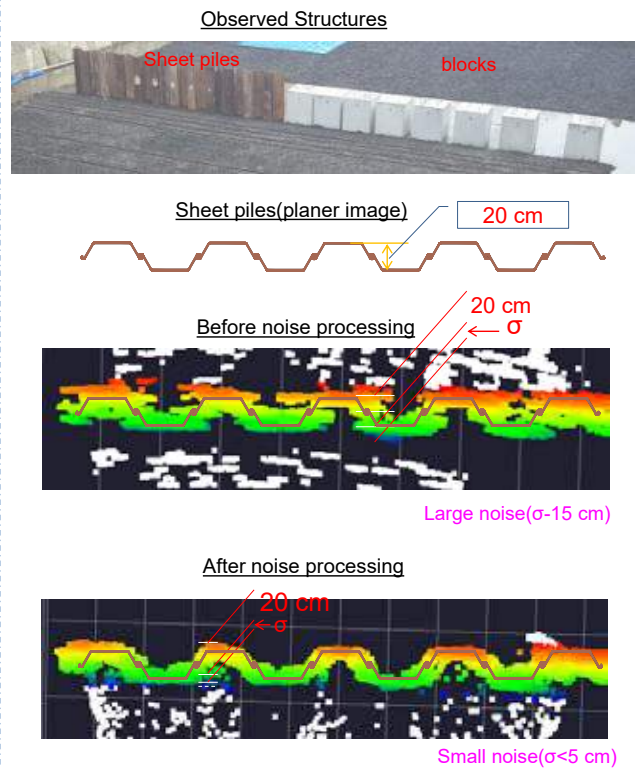 Observed Structures
Sheet piles
blocks
Sheet piles(planer image)
20 cm
20 cm
Before noise processing
σ
Large noise(σ-15 cm)
After noise processing
20 cm
σ
Small noise(σ<5 cm)